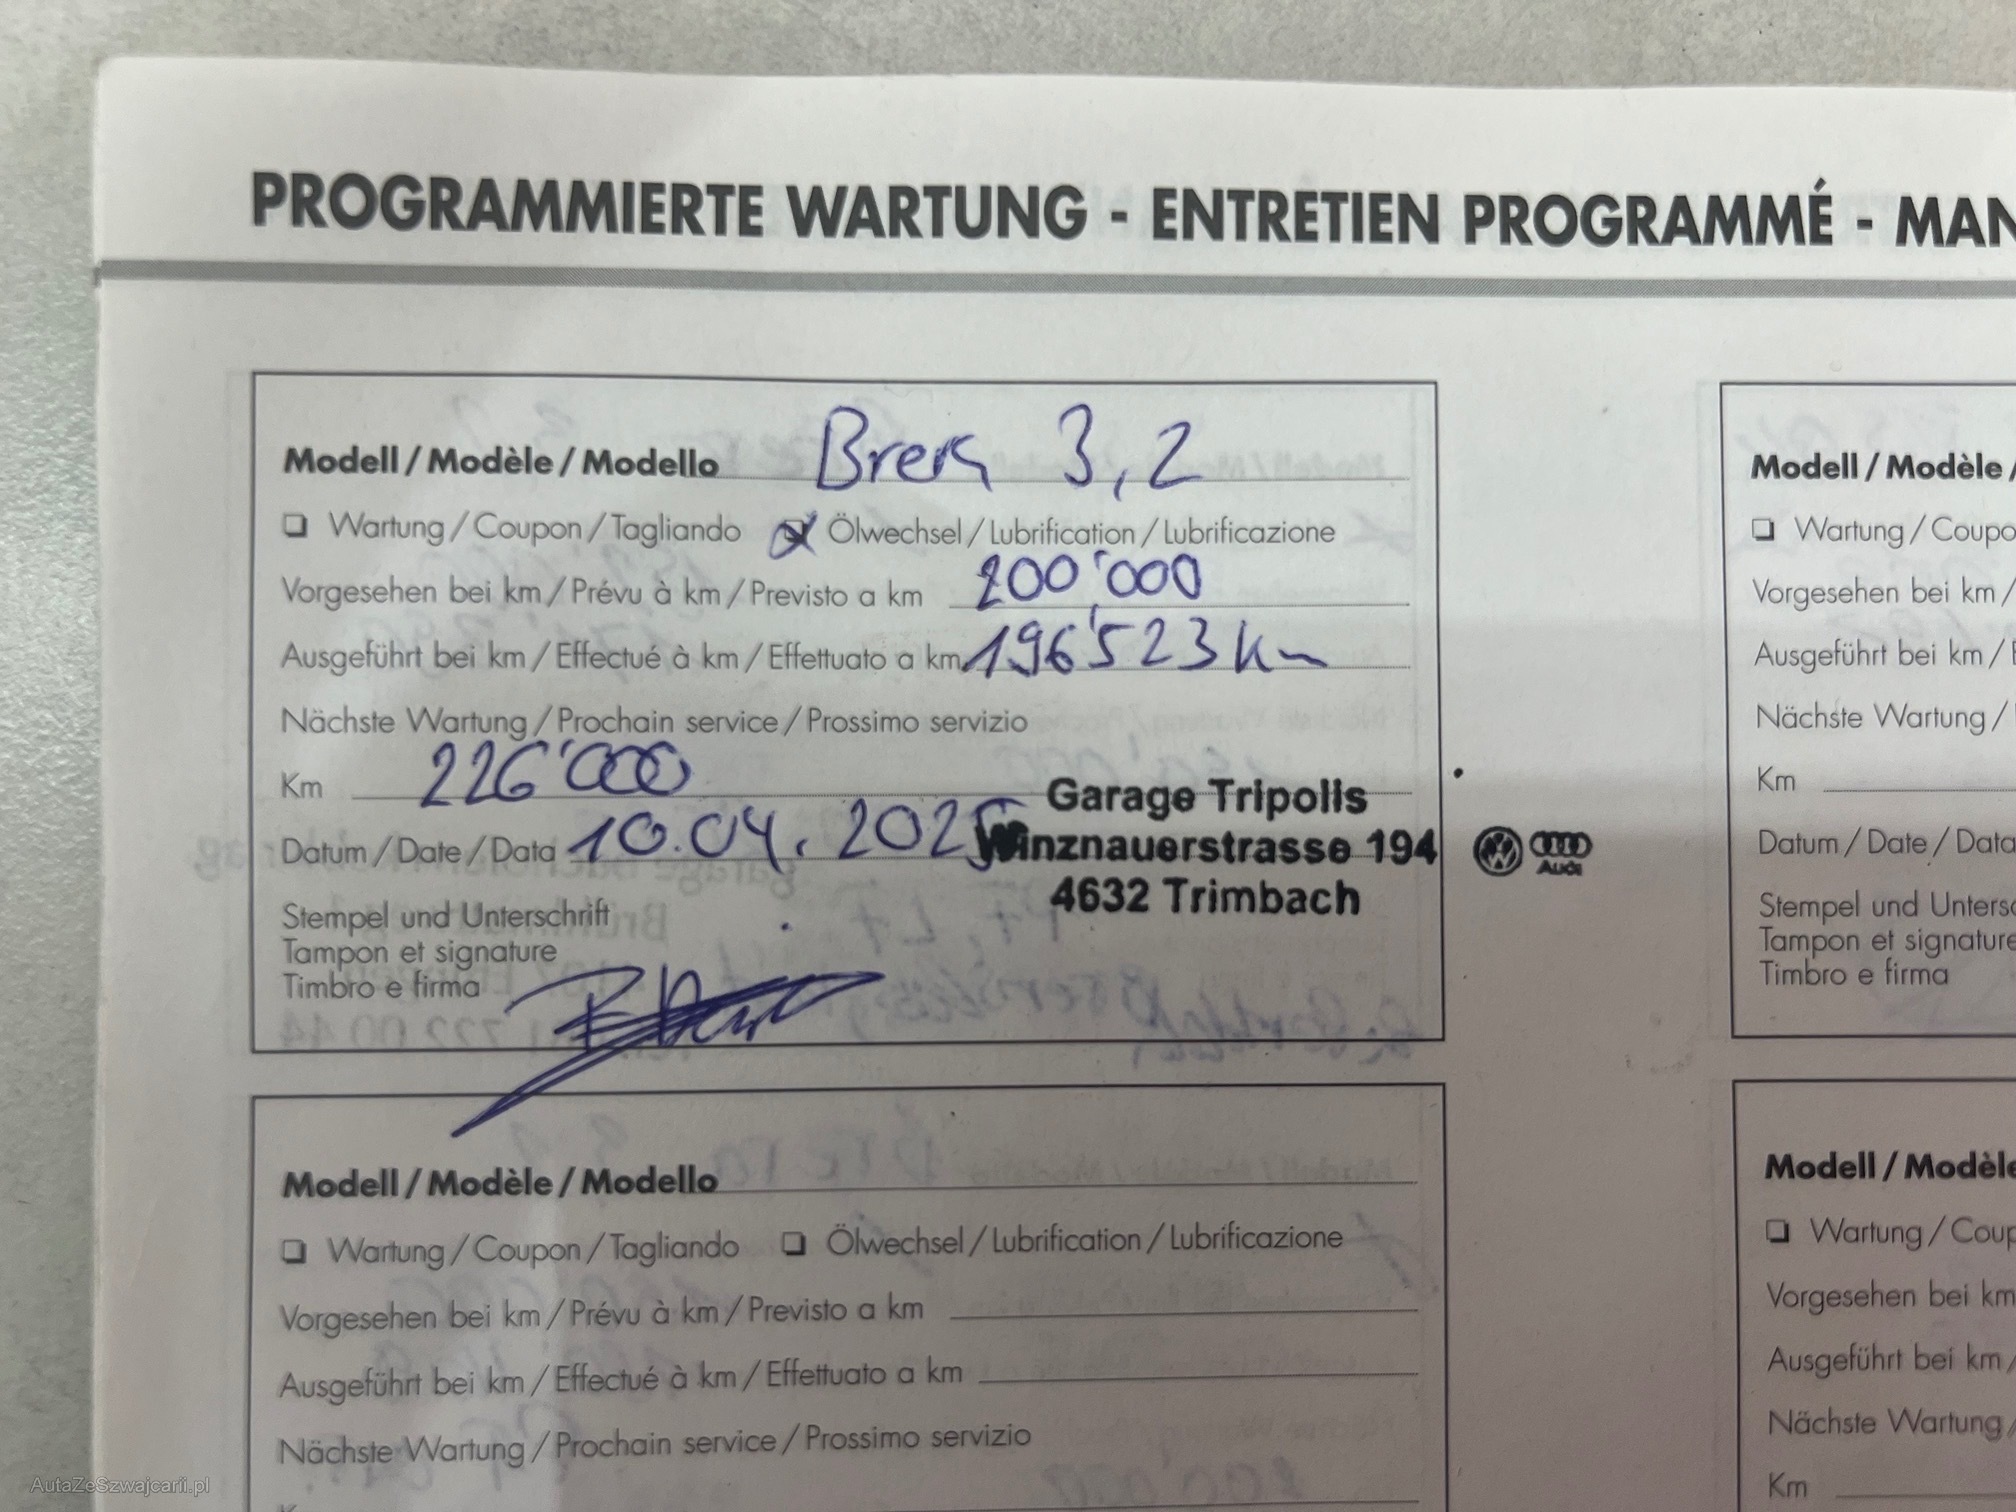 PROGRAMMIERTE WARTUNG - ENTRETIEN PROGRAMMÉ - MAN
Modell / Modèle / Modello Brera 3,2
Wartung / Coupon / Tagliando Ölwechsel / Lubrification / Lubrificazione
Vorgesehen bei km / Prévu à km / Previsto a km 200'000
Ausgeführt bei km / Effectué à km / Effettuato a km 196'523 km
Nächste Wartung / Prochain service / Prossimo servizio
Km 226'000
Datum / Date / Data 10.04.2025
Garage Tripolis
Winznauerstrasse 194
4632 Trimbach
Audi
Stempel und Unterschrift
Tampon et signature
Timbro e firma
Modell / Modèle /
Wartung / Coupo
Vorgesehen bei km /
Ausgeführt bei km / E
Nächste Wartung /
Km
Datum / Date / Data
Stempel und Untersc
Tampon et signature
Timbro e firma
Modell / Modèle / Modello
Wartung / Coupon / Tagliando Ölwechsel / Lubrification / Lubrificazione
Vorgesehen bei km / Prévu à km / Previsto a km
Ausgeführt bei km / Effectué à km / Effettuato a km
Nächste Wartung / Prochain service / Prossimo servizio
Modell / Modèle
Wartung / Coup
Vorgesehen bei km
Ausgeführt bei km /
Nächste Wartung /
Km
AutaZeSzwajcarii.pl